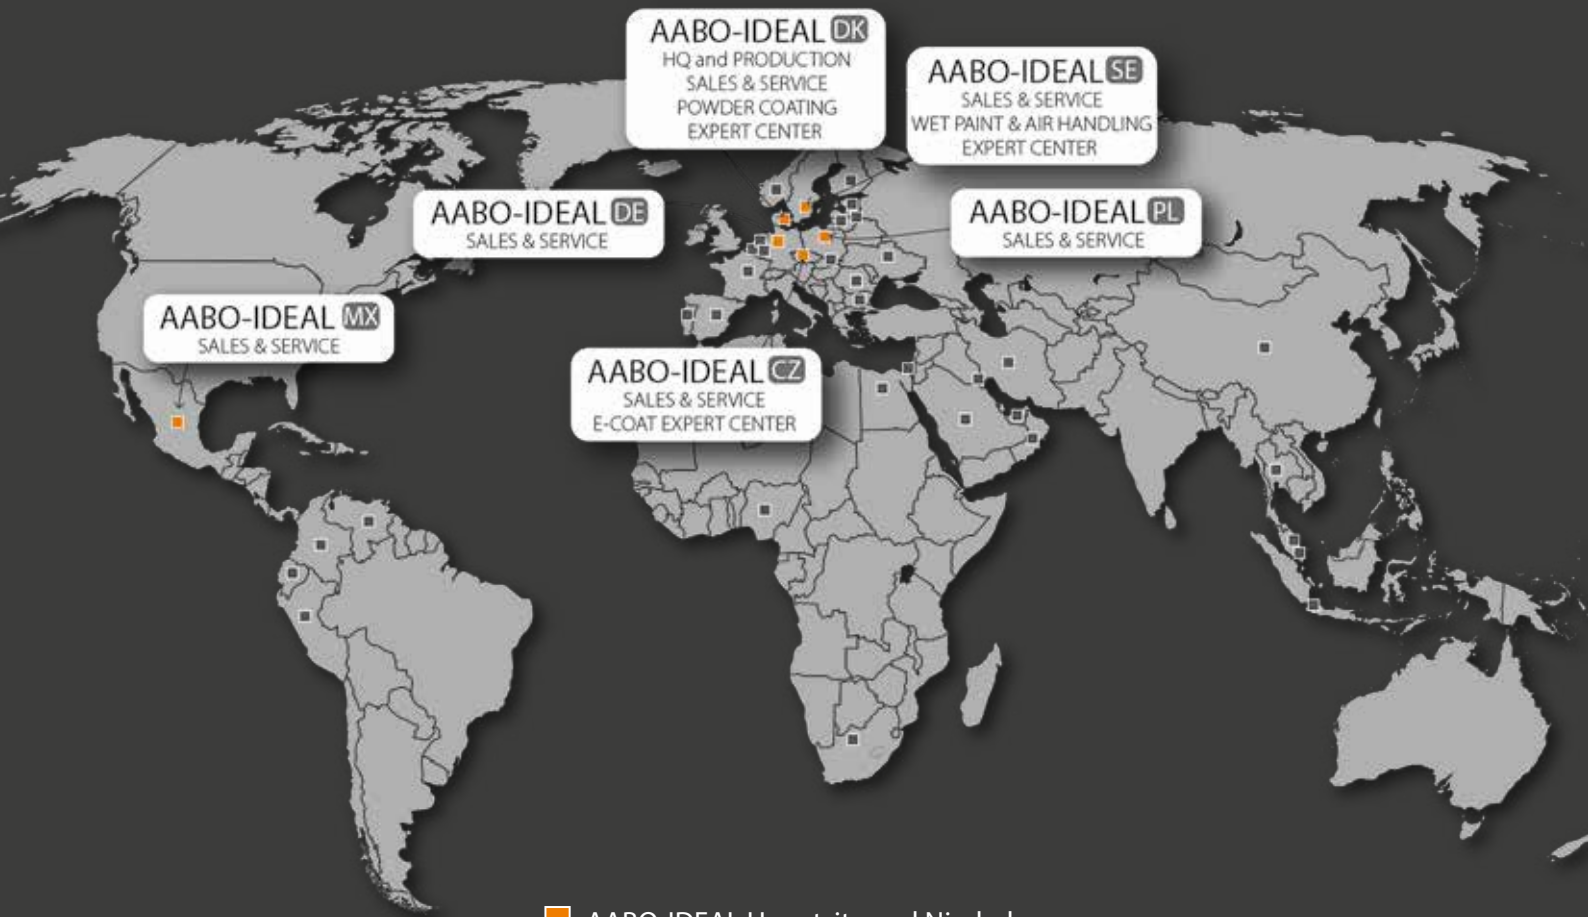 AABO-IDEAL DK
HQ and PRODUCTION
SALES & SERVICE
POWDER COATING
EXPERT CENTER
AABO-IDEAL SE
SALES & SERVICE
WET PAINT & AIR HANDLING
EXPERT CENTER
AABO-IDEAL DE
SALES & SERVICE
AABO-IDEAL PL
SALES & SERVICE
AABO-IDEAL MX
SALES & SERVICE
AABO-IDEAL CZ
SALES & SERVICE
E-COAT EXPERT CENTER
AABO-IDEAL